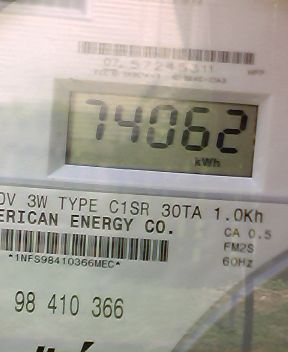 74062
kWh
3W TYPE C1SR 30TA 1.0Kh
ERICAN ENERGY CO.
CA 0.5
FM2S
60Hz
*1NFS98410366MEC*
98 410 366